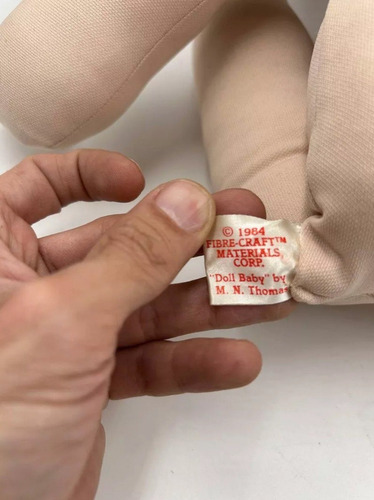 © 1984
FIBRE-CRAFT™
MATERIALS
CORP.
"Doll Baby" by
M. N. Thomas